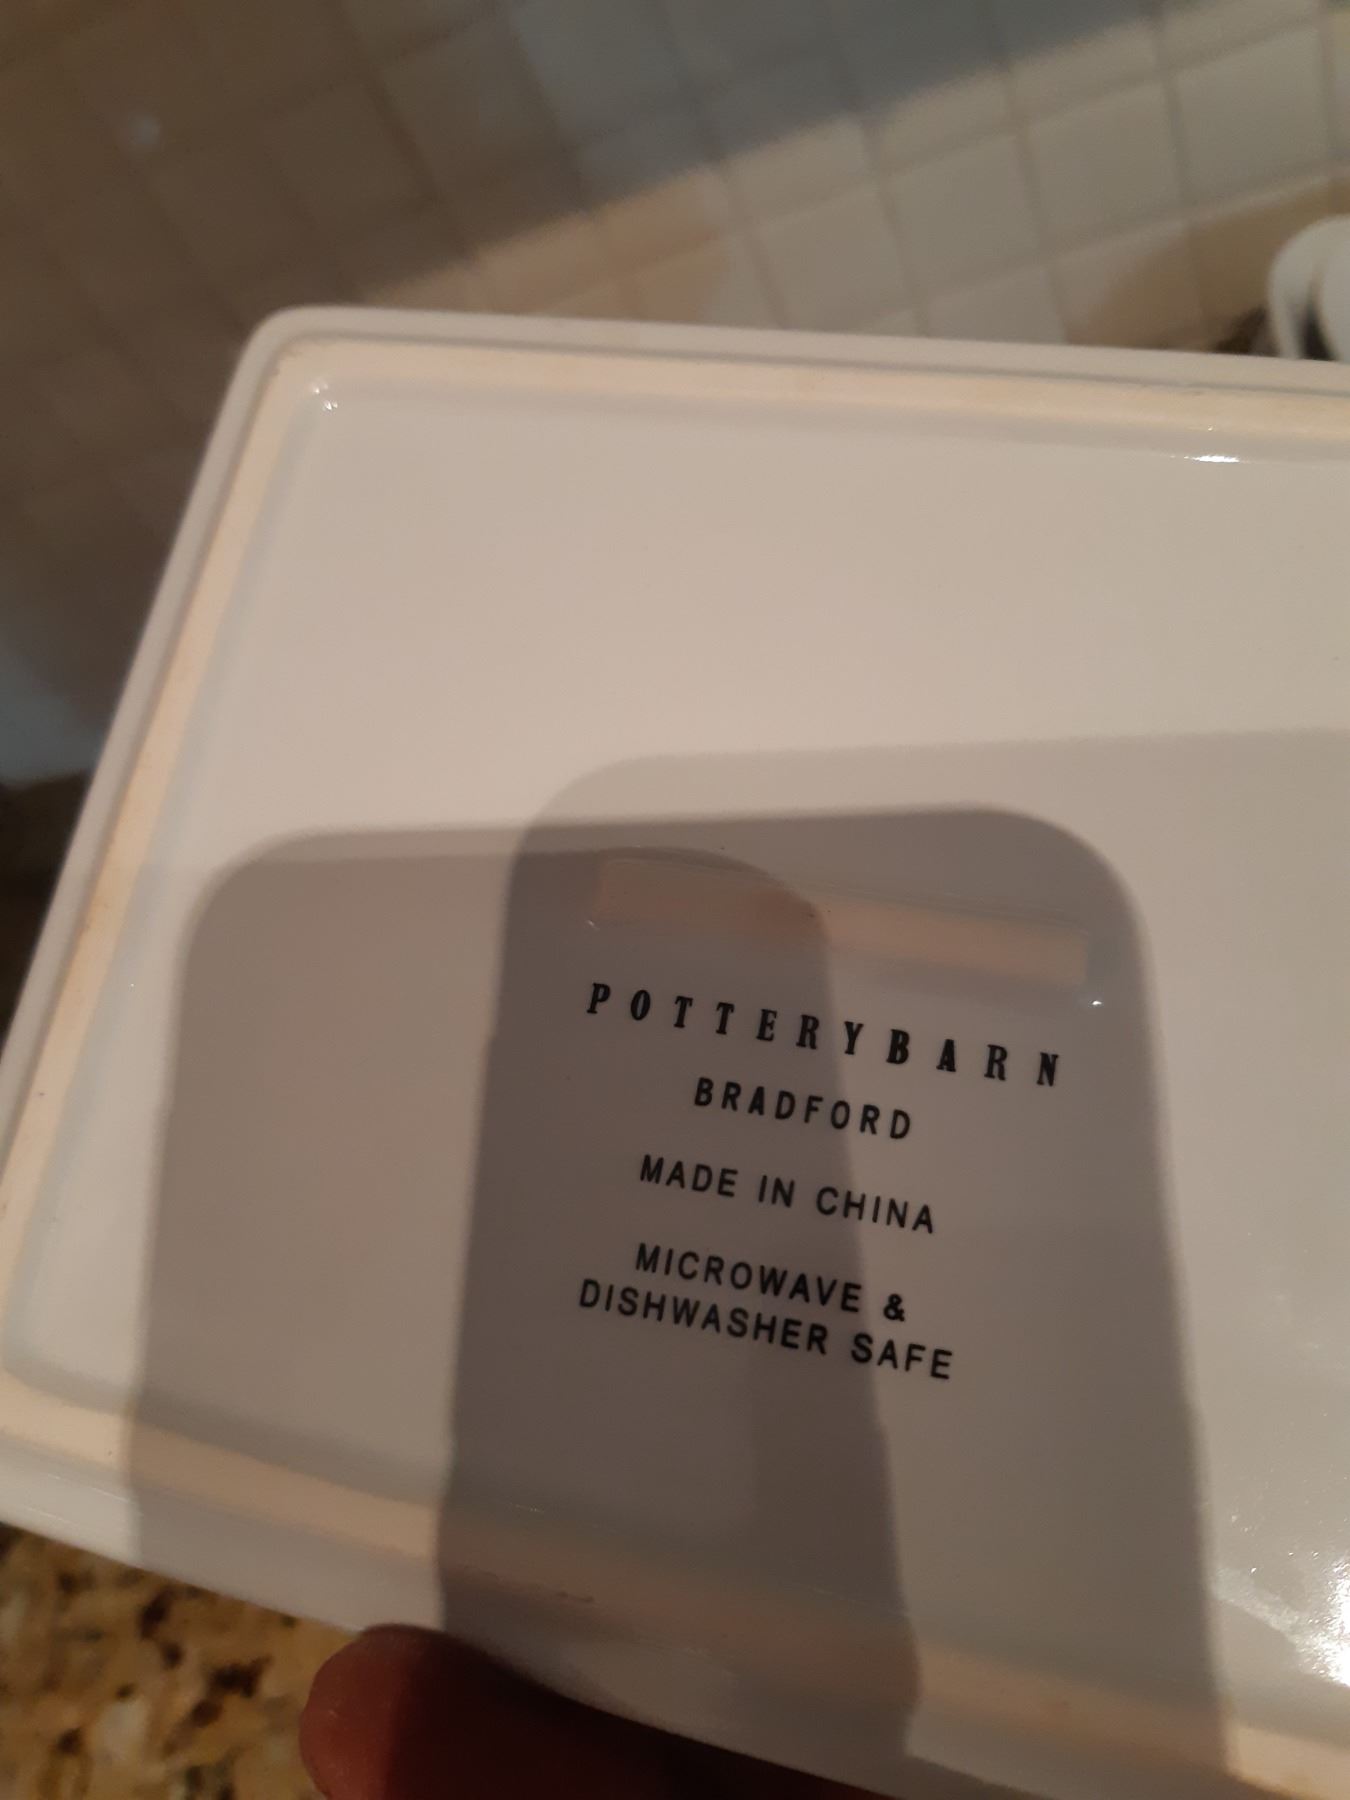 POTTERYBARN
BRADFORD
MADE IN CHINA
MICROWAVE &
DISHWASHER SAFE